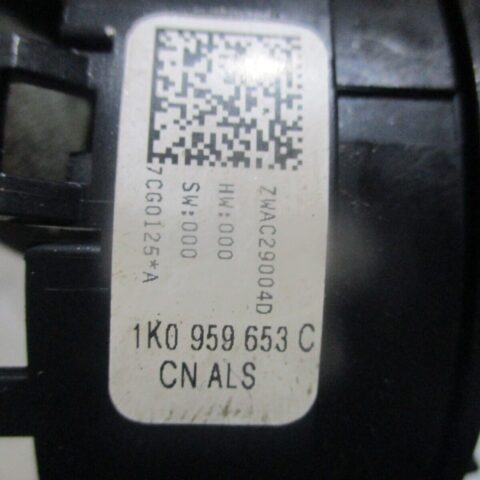 ZWAC29004D
HW:000
SW:000
7CG0125*A
1K0 959 653 C
CN ALS